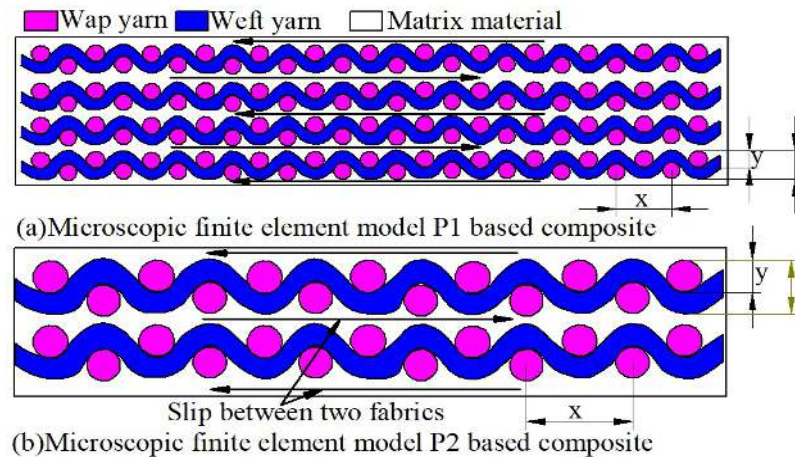 Wap yarn Weft yarn Matrix material
y
x
(a)Microscopic finite element model P1 based composite
y
Slip between two fabrics
x
(b)Microscopic finite element model P2 based composite